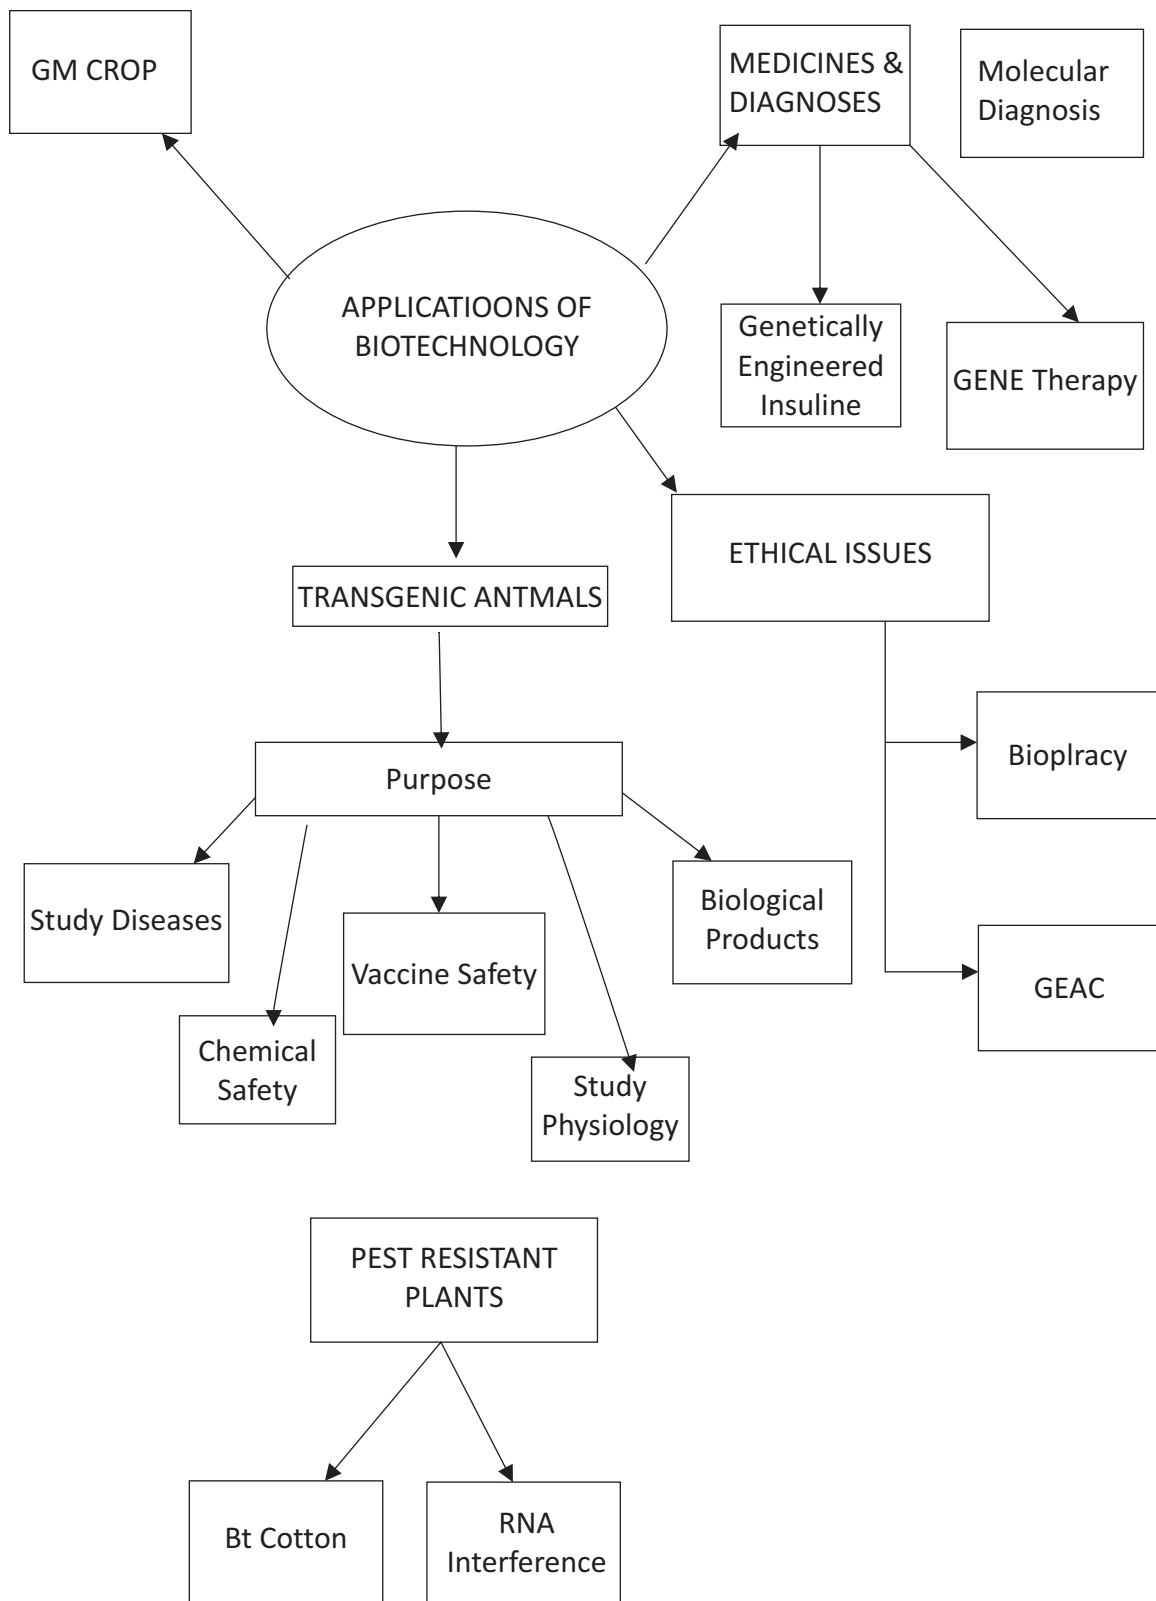 GM CROP
MEDICINES &
DIAGNOSES
Molecular
Diagnosis
APPLICATIOONS OF
BIOTECHNOLOGY
Genetically
Engineered
Insuline
GENE Therapy
ETHICAL ISSUES
TRANSGENIC ANTMALS
Bioplracy
Purpose
Study Diseases
Biological
Products
Vaccine Safety
GEAC
Chemical
Safety
Study
Physiology
PEST RESISTANT
PLANTS
Bt Cotton
RNA
Interference